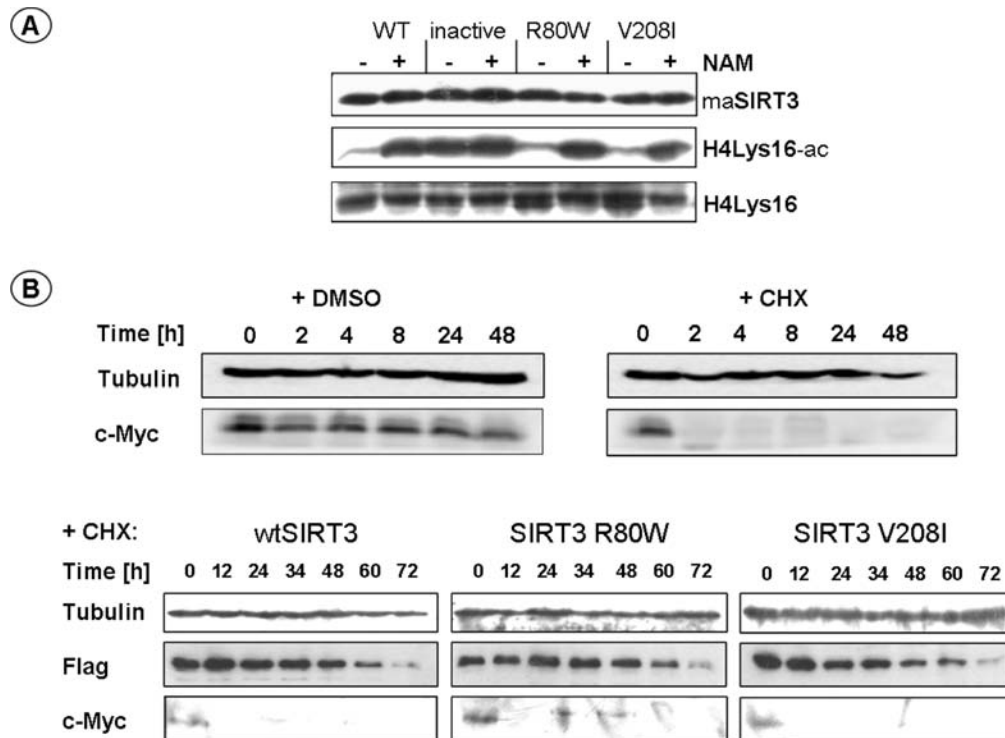 A
WT inactive R80W V208I
- + - + - + - + NAM
maSIRT3
H4Lys16-ac
H4Lys16
B
+ DMSO + CHX
Time [h] 0 2 4 8 24 48 0 2 4 8 24 48
Tubulin
c-Myc
+ CHX: wtSIRT3 SIRT3 R80W SIRT3 V208I
Time [h] 0 12 24 34 48 60 72 0 12 24 34 48 60 72 0 12 24 34 48 60 72
Tubulin
Flag
c-Myc